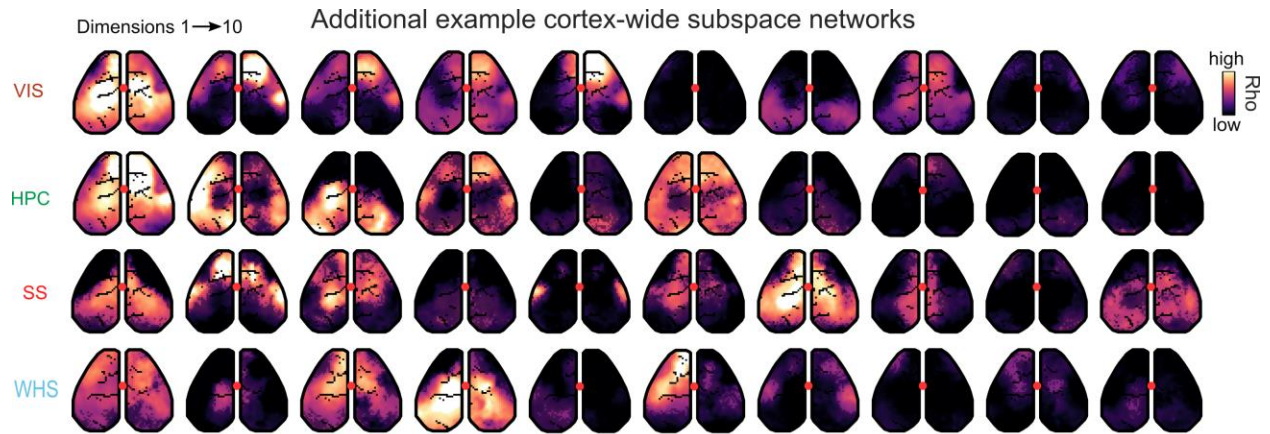 Additional example cortex-wide subspace networks
Dimensions 1→10
VIS
high
Rho
low
HPC
SS
WHS